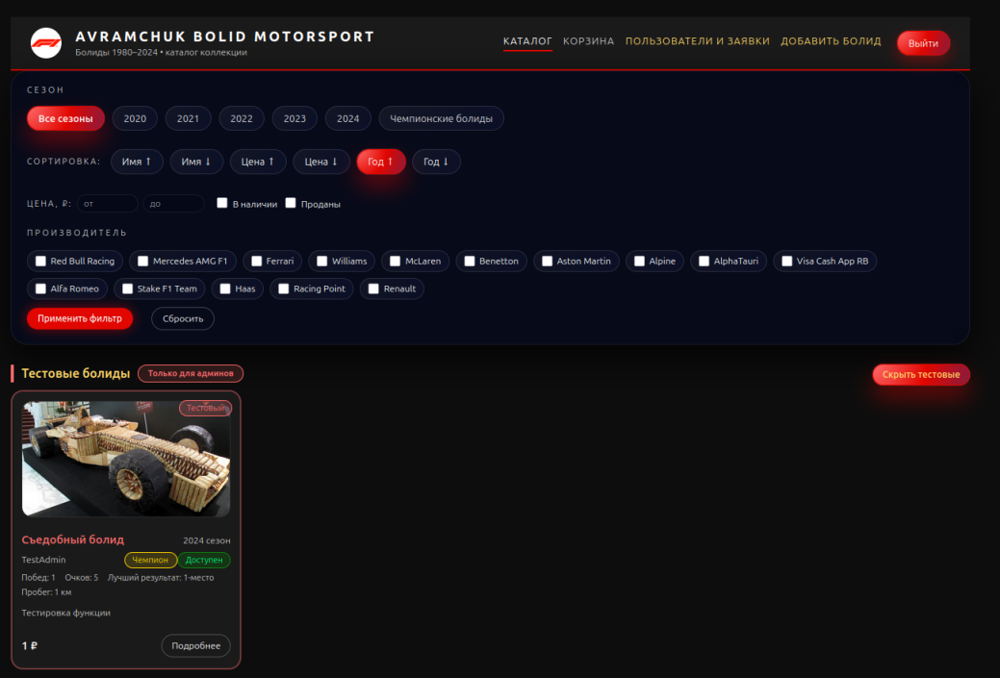 AVRAMCHUK BOLID MOTORSPORT
Болиды 1980–2024 • каталог коллекции
КАТАЛОГ КОРЗИНА ПОЛЬЗОВАТЕЛИ И ЗАЯВКИ ДОБАВИТЬ БОЛИД Выйти
СЕЗОН
Все сезоны 2020 2021 2022 2023 2024 Чемпионские болиды
СОРТИРОВКА: Имя ↑ Имя ↓ Цена ↑ Цена ↓ Год ↑ Год ↓
ЦЕНА, ₽: от до В наличии Проданы
ПРОИЗВОДИТЕЛЬ
Red Bull Racing Mercedes AMG F1 Ferrari Williams McLaren Benetton Aston Martin Alpine AlphaTauri Visa Cash App RB
Alfa Romeo Stake F1 Team Haas Racing Point Renault
Применить фильтр Сбросить
Тестовые болиды Только для админов Скрыть тестовые
Тестовый
Съедобный болид 2024 сезон
TestAdmin Чемпион Доступен
Побед: 1 Очков: 5 Лучший результат: 1-место
Пробег: 1 км
Тестировка функции
1 ₽ Подробнее